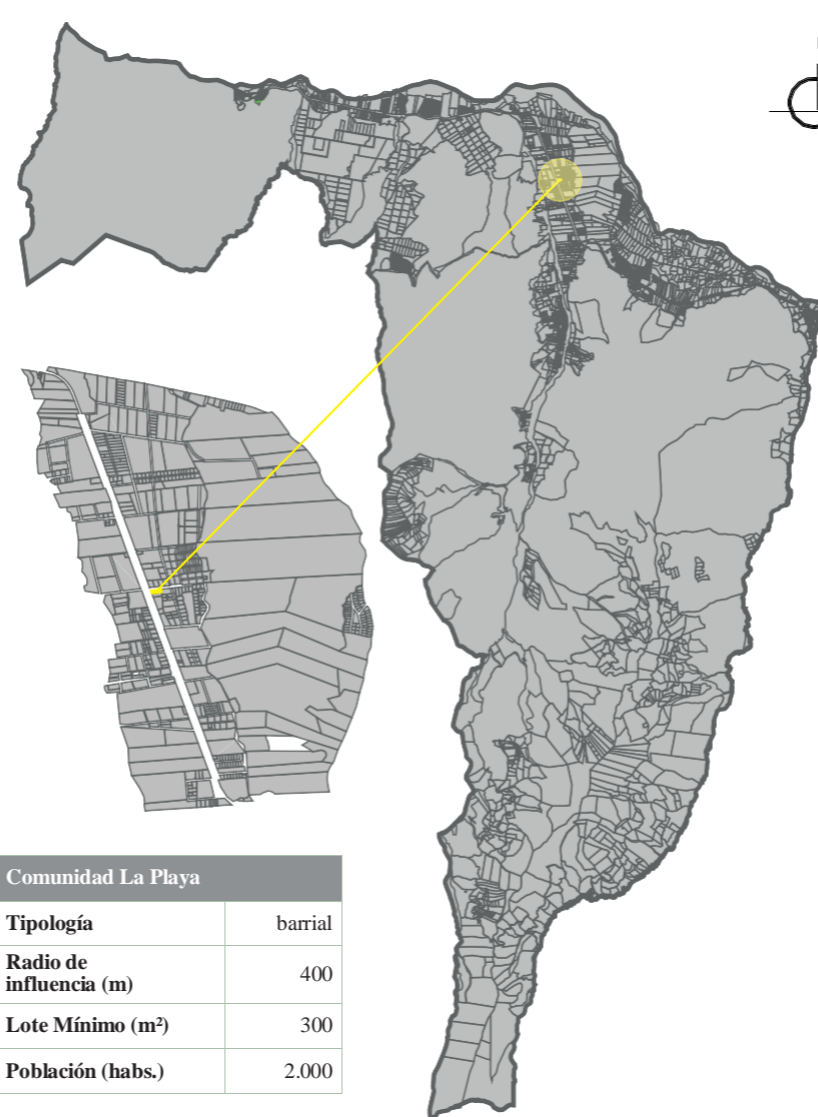 Comunidad La Playa
Tipología barrial
Radio de
influencia (m) 400
Lote Mínimo (m²) 300
Población (habs.) 2.000